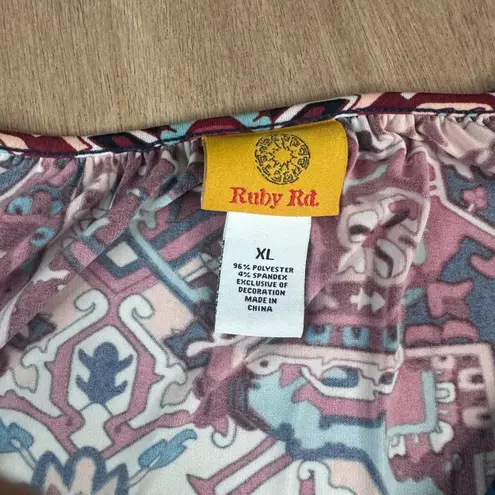 Ruby Rd.
XL
96% POLYESTER
4% SPANDEX
EXCLUSIVE OF
DECORATION
MADE IN
CHINA